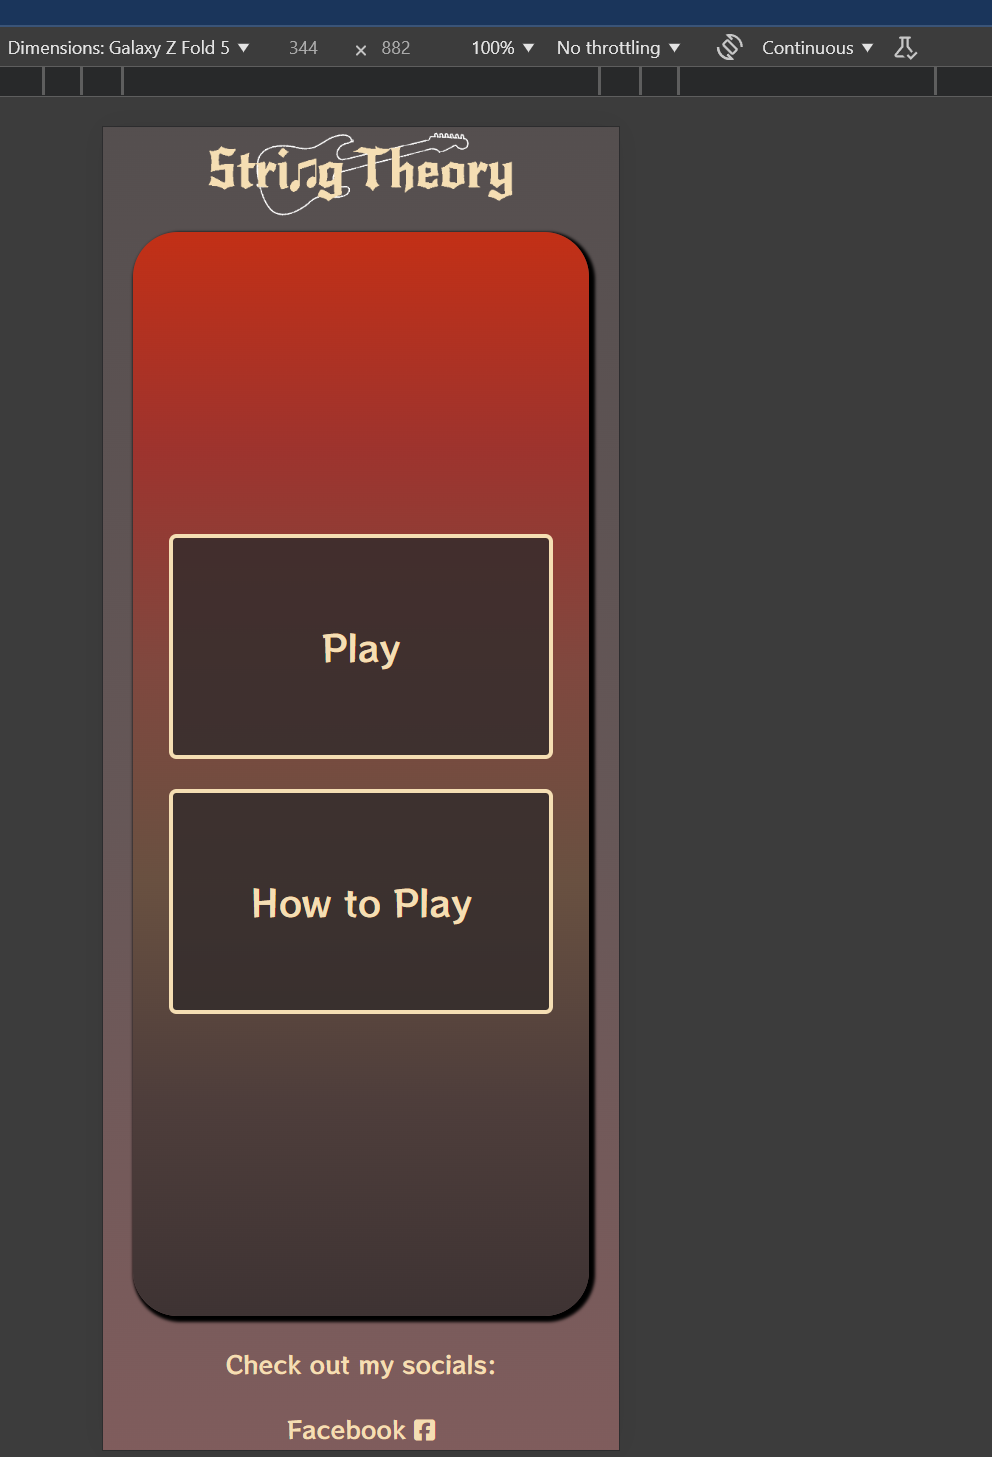 Dimensions: Galaxy Z Fold 5 ▼ 344 × 882 100% ▼ No throttling ▼ Continuous ▼
String Theory
Play
How to Play
Check out my socials:
Facebook